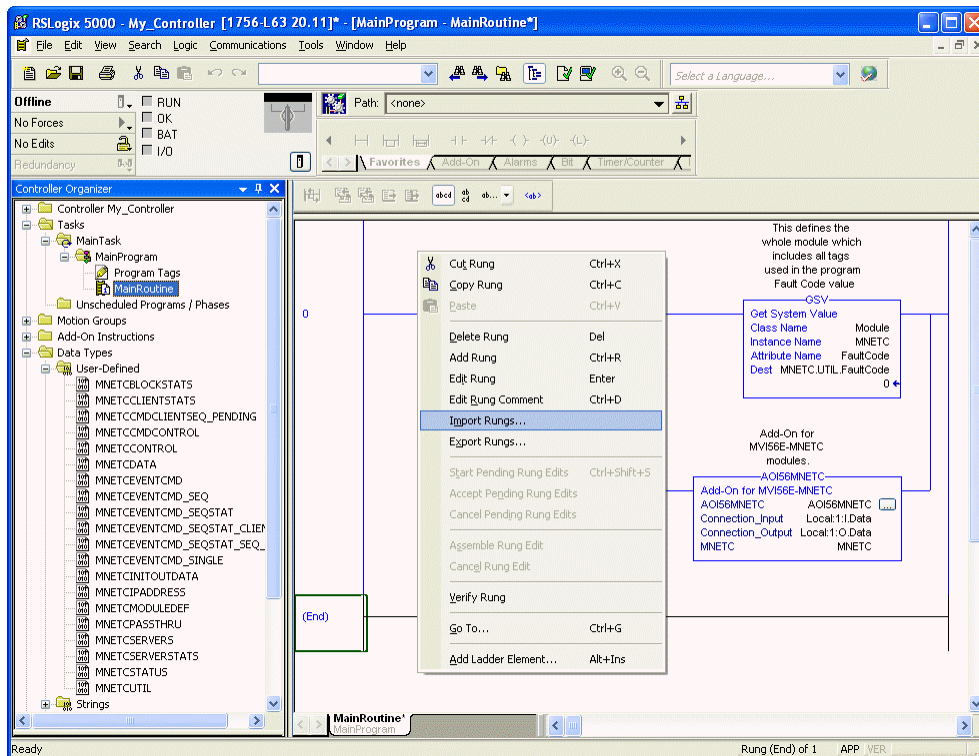 RSLogix 5000 - My_Controller [1756-L63 20.11]* - [MainProgram - MainRoutine*]
File Edit View Search Logic Communications Tools Window Help
Select a Language...
Offline
RUN
No Forces
OK
No Edits
BAT
Redundancy
I/O
Path: <none>
Favorites Add-On Alarms Bit Timer/Counter
Controller Organizer
Controller My_Controller
Tasks
MainTask
MainProgram
Program Tags
MainRoutine
Unscheduled Programs / Phases
Motion Groups
Add-On Instructions
Data Types
User-Defined
MNETCBLOCKSTATS
MNETCCLIENTSTATS
MNETCCMDCLIENTSEQ_PENDING
MNETCCMDCONTROL
MNETCCONTROL
MNETCDATA
MNETCEVENTCMD
MNETCEVENTCMD_SEQ
MNETCEVENTCMD_SEQSTAT
MNETCEVENTCMD_SEQSTAT_CLIEN
MNETCEVENTCMD_SEQSTAT_SEQ_
MNETCEVENTCMD_SINGLE
MNETCINITOUTDATA
MNETCIPADDRESS
MNETCMODULEDEF
MNETCPASSTHRU
MNETCSERVERS
MNETCSERVERSTATS
MNETCSTATUS
MNETCUTIL
Strings
abcd ab cd ab... <ab>
0
(End)
Cut Rung Ctrl+X
Copy Rung Ctrl+C
Paste Ctrl+V
Delete Rung Del
Add Rung Ctrl+R
Edit Rung Enter
Edit Rung Comment Ctrl+D
Import Rungs...
Export Rungs...
Start Pending Rung Edits Ctrl+Shift+S
Accept Pending Rung Edits
Cancel Pending Rung Edits
Assemble Rung Edit
Cancel Rung Edit
Verify Rung
Go To... Ctrl+G
Add Ladder Element... Alt+Ins
This defines the
whole module which
includes all tags
used in the program
Fault Code value
GSV
Get System Value
Class Name Module
Instance Name MNETC
Attribute Name FaultCode
Dest MNETC.UTIL.FaultCode
0
Add-On for
MVI56E-MNETC
modules.
AOI56MNETC
Add-On for MVI56E-MNETC
AOI56MNETC AOI56MNETC ...
Connection_Input Local:1:I.Data
Connection_Output Local:1:O.Data
MNETC MNETC
MainRoutine*
MainProgram
Ready
Rung (End) of 1 APP VER